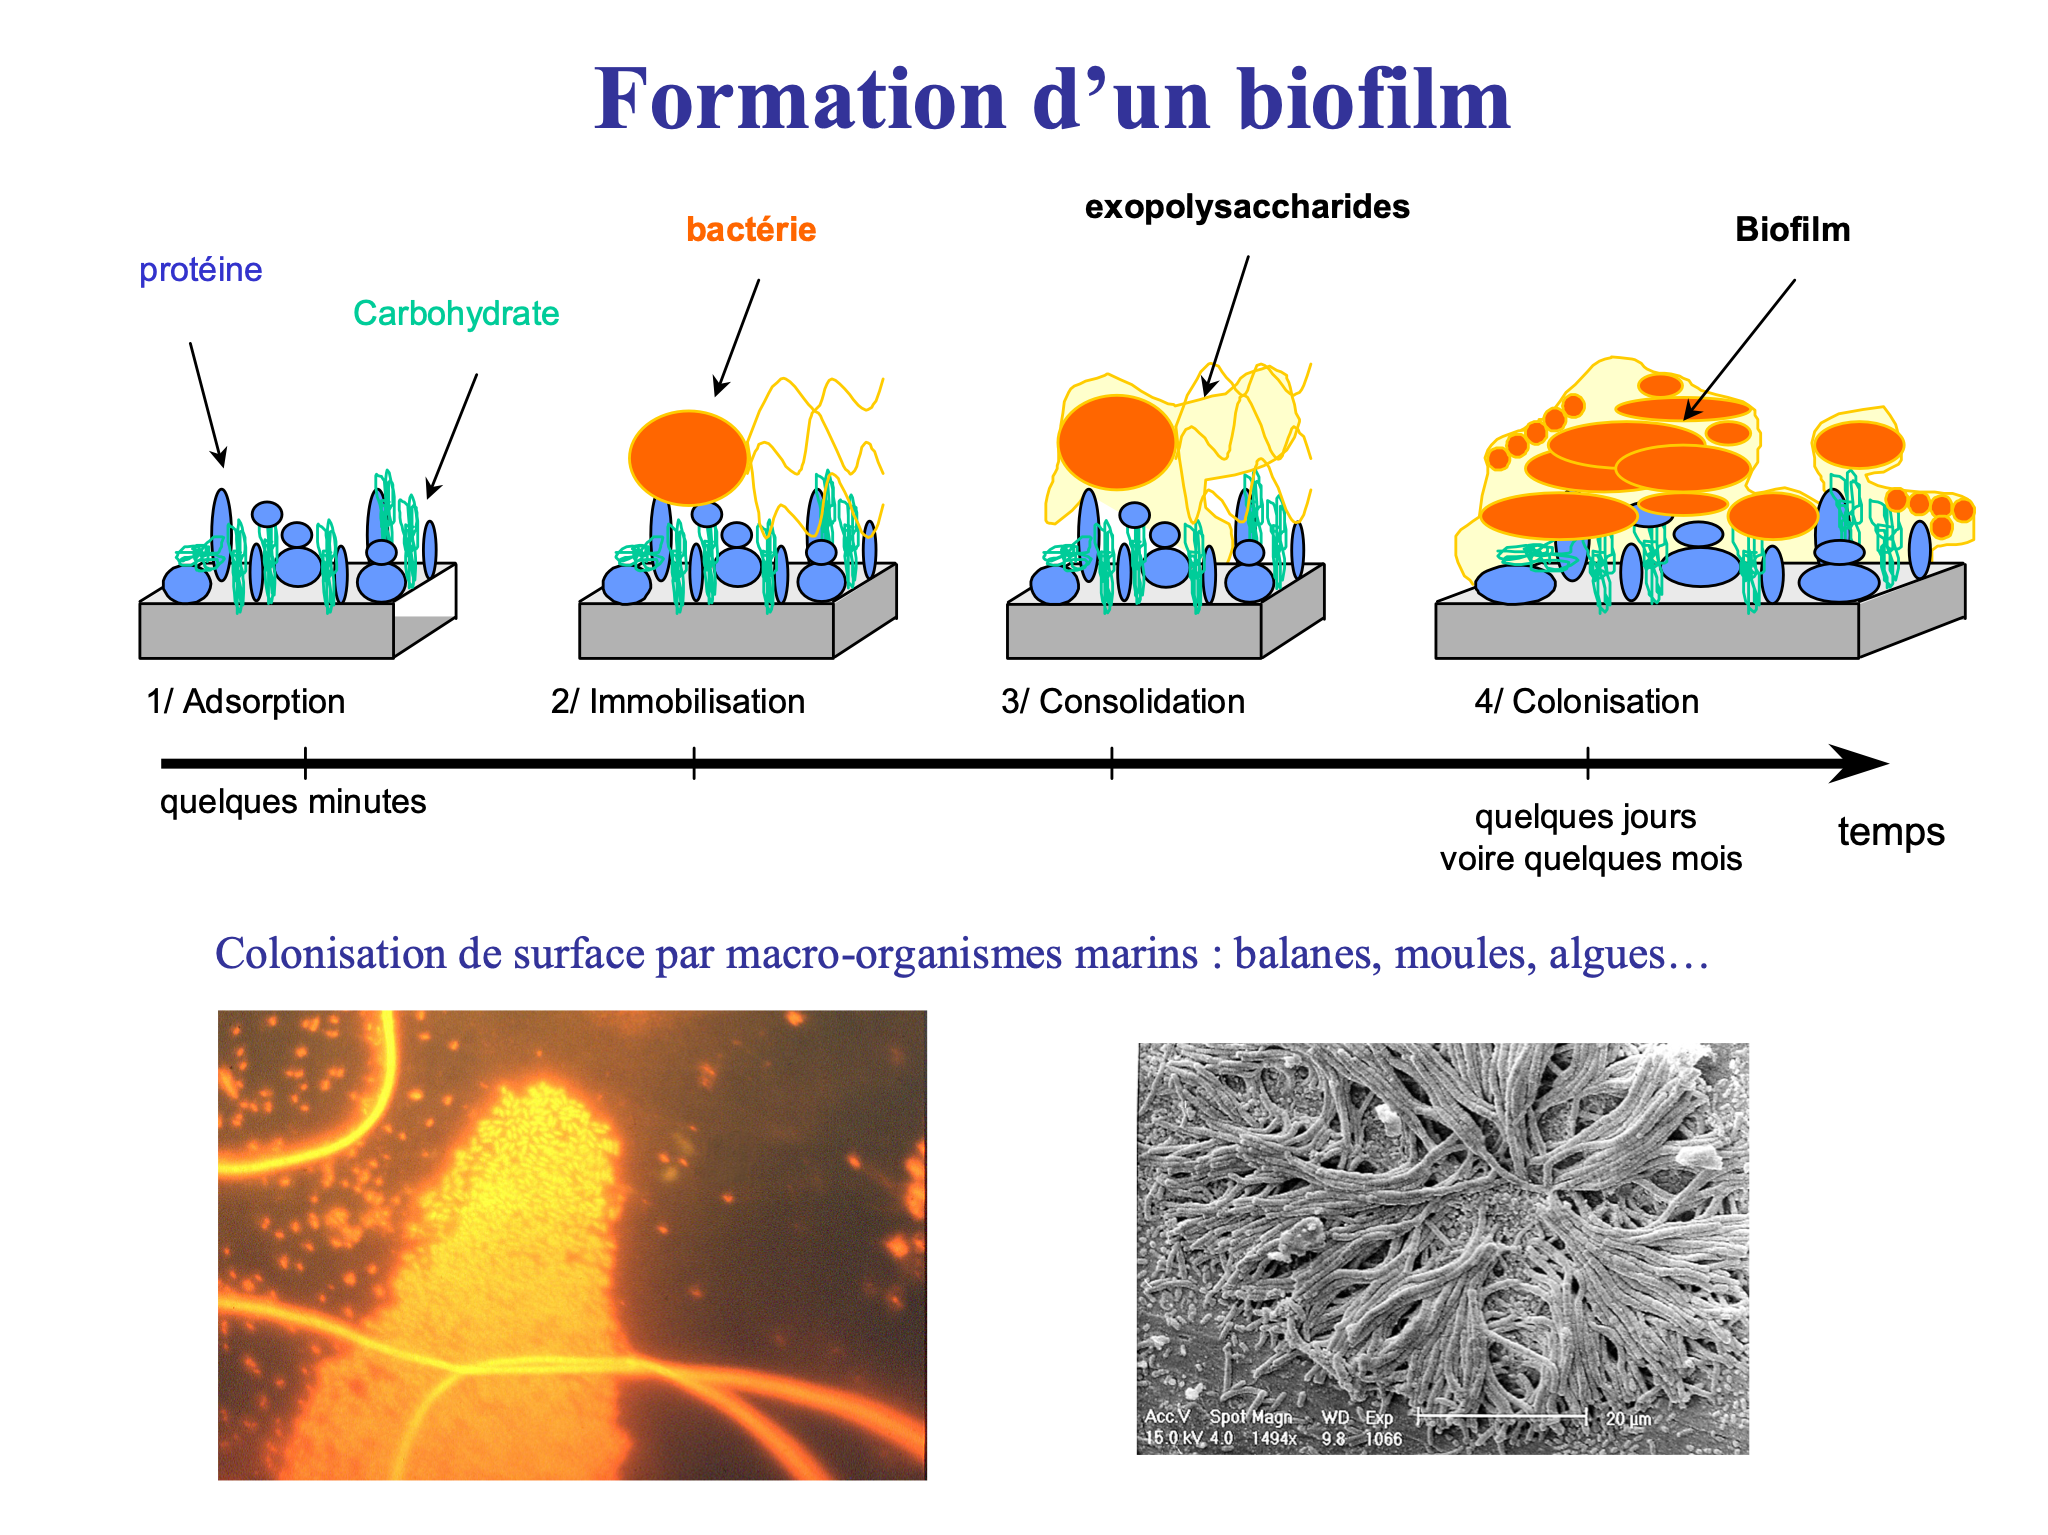 Formation d’un biofilm
exopolysaccharides
bactérie
Biofilm
protéine
Carbohydrate
1/ Adsorption
2/ Immobilisation
3/ Consolidation
4/ Colonisation
quelques minutes
quelques jours
voire quelques mois
temps
Colonisation de surface par macro-organismes marins : balanes, moules, algues…
Acc.V Spot Magn WD Exp 20 µm
15.0 kV 4.0 1494x 9.8 1066